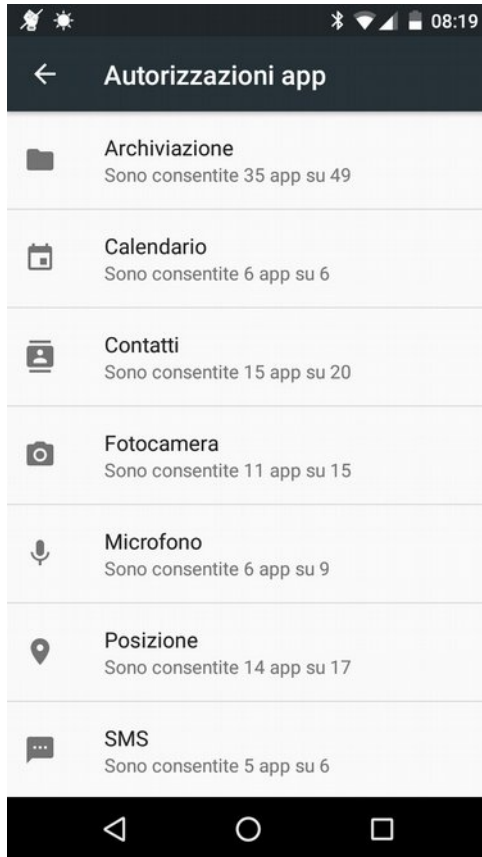 08:19
Autorizzazioni app
Archiviazione
Sono consentite 35 app su 49
Calendario
Sono consentite 6 app su 6
Contatti
Sono consentite 15 app su 20
Fotocamera
Sono consentite 11 app su 15
Microfono
Sono consentite 6 app su 9
Posizione
Sono consentite 14 app su 17
SMS
Sono consentite 5 app su 6